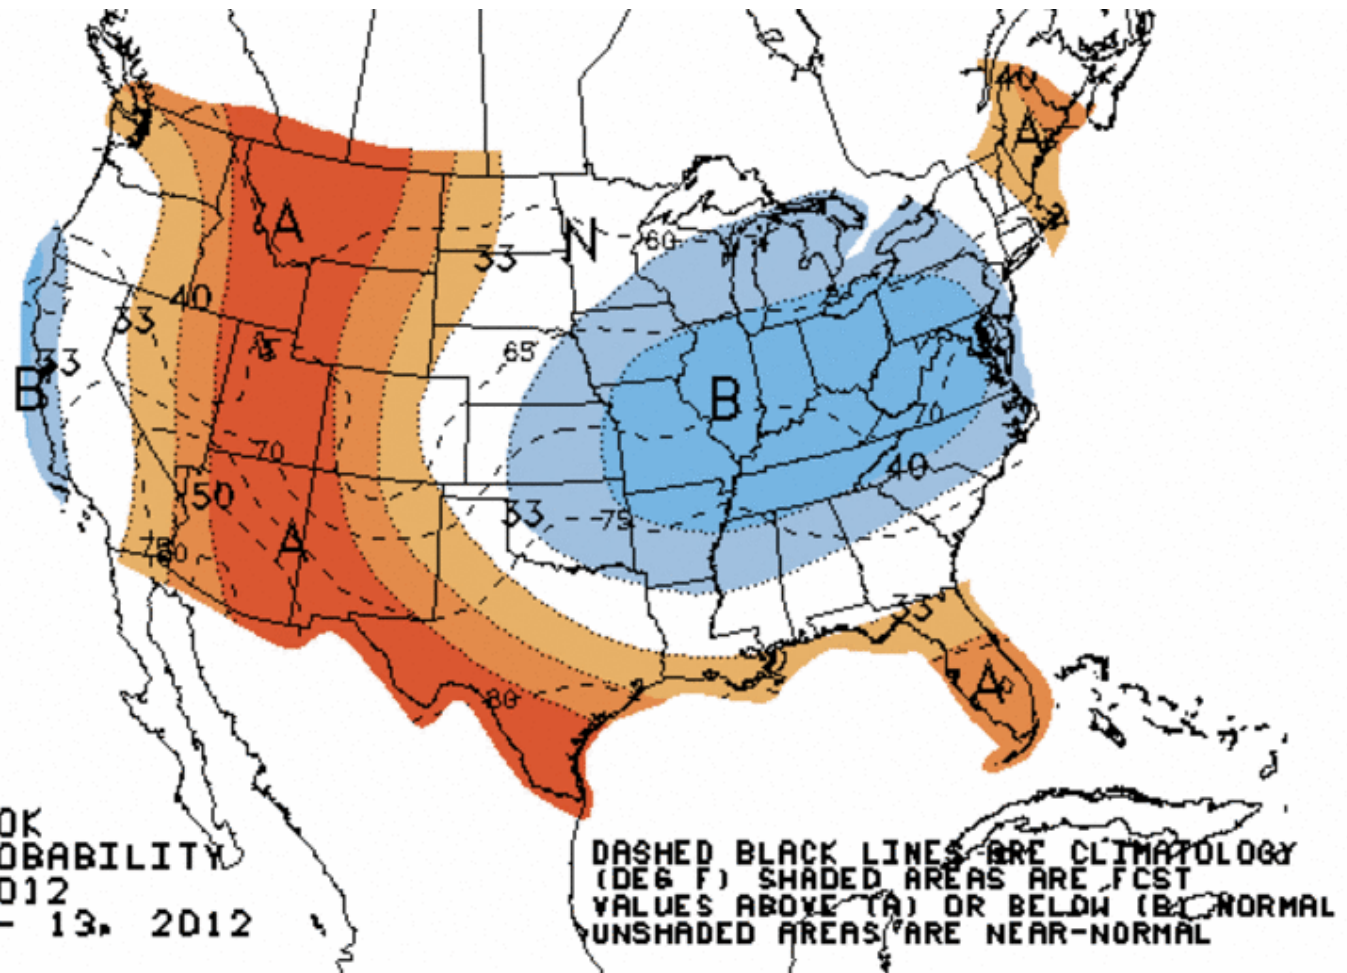 40
A
A
N
33
60
40
33
65
33
B
B
70
70
40
50
33
75
A
33
80
A
OK
OBABILITY
012
- 13, 2012
DASHED BLACK LINES ARE CLIMATOLOGY
(DEG F) SHADED AREAS ARE FCST
VALUES ABOVE (A) OR BELOW (B) NORMAL
UNSHADED AREAS ARE NEAR-NORMAL